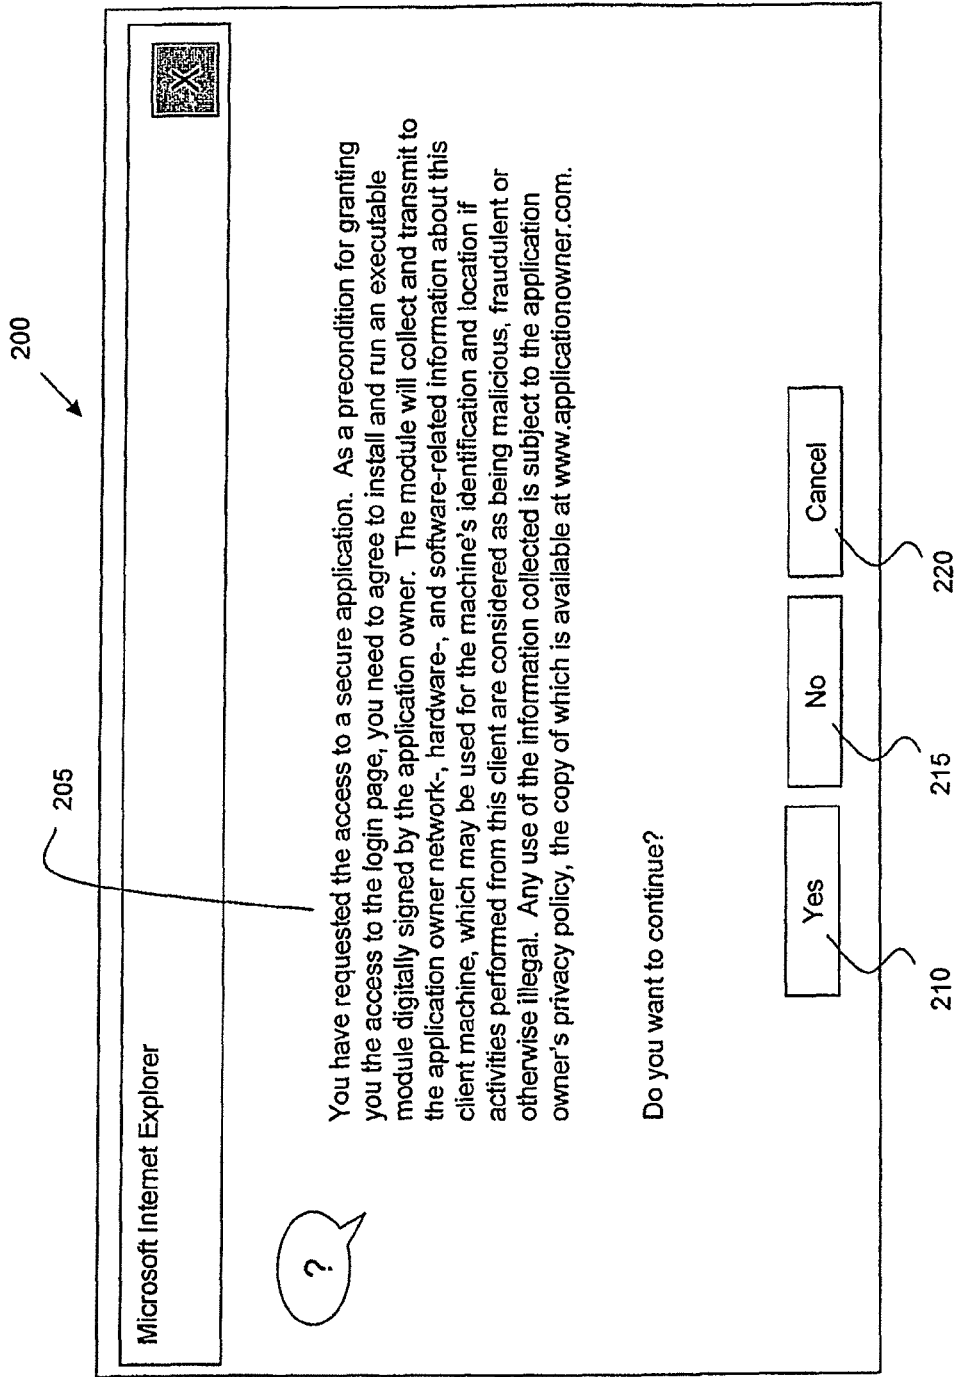 200
205
Microsoft Internet Explorer
X
?
You have requested the access to a secure application. As a precondition for granting
you the access to the login page, you need to agree to install and run an executable
module digitally signed by the application owner. The module will collect and transmit to
the application owner network-, hardware-, and software-related information about this
client machine, which may be used for the machine's identification and location if
activities performed from this client are considered as being malicious, fraudulent or
otherwise illegal. Any use of the information collected is subject to the application
owner's privacy policy, the copy of which is available at www.applicationowner.com.
Do you want to continue?
Yes
No
Cancel
210
215
220